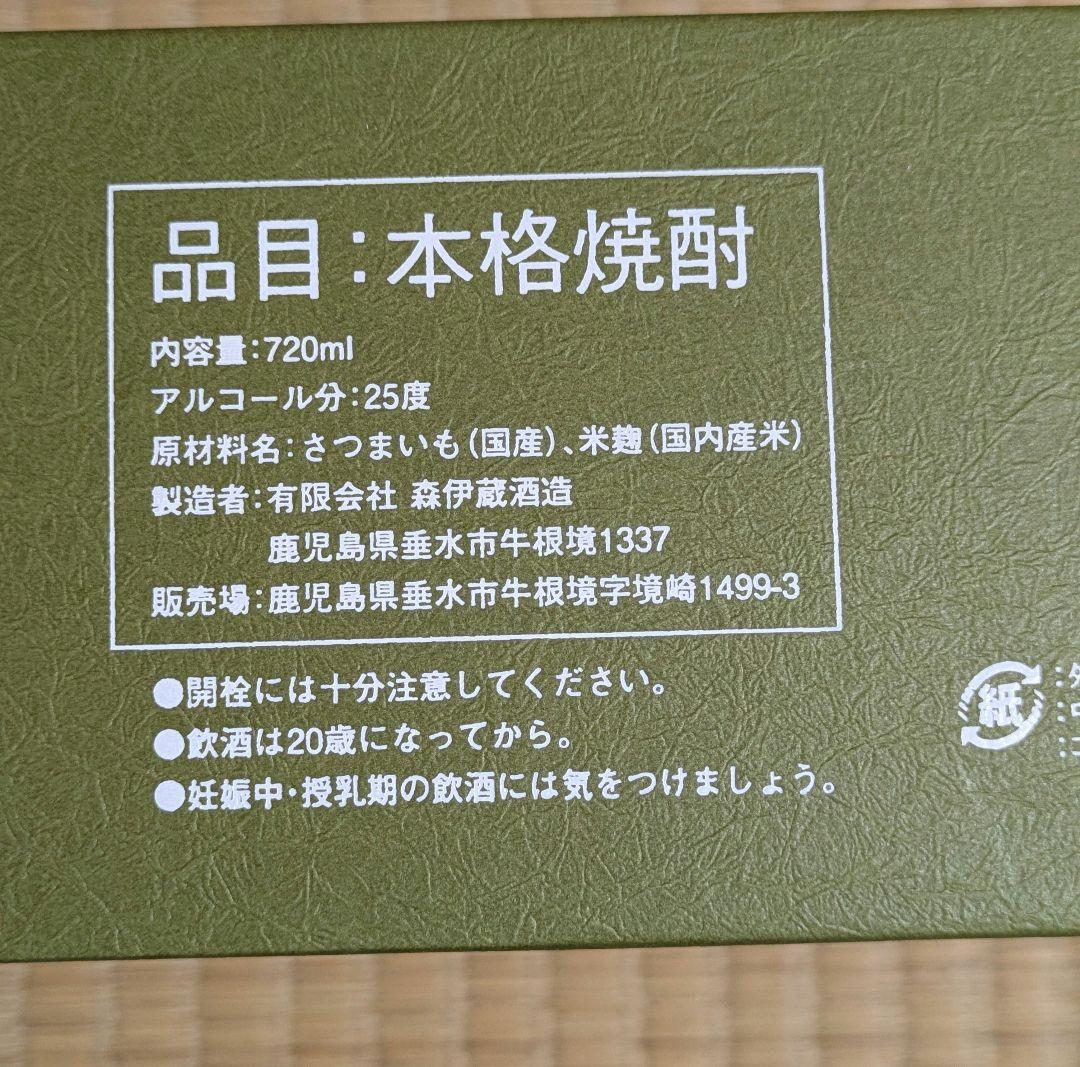 品目：本格焼酎
内容量：720ml
アルコール分：25度
原材料名：さつまいも（国産）、米麹（国内産米）
製造者：有限会社 森伊蔵酒造
鹿児島県垂水市牛根境1337
販売場：鹿児島県垂水市牛根境字境崎1499-3
●開栓には十分注意してください。
●飲酒は20歳になってから。
●妊娠中・授乳期の飲酒には気をつけましょう。
紙